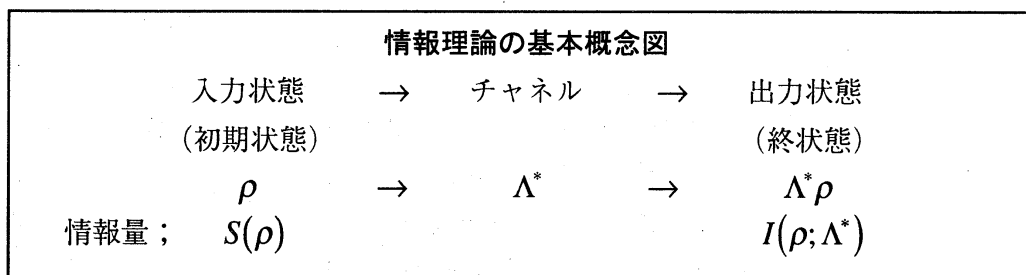 情報理論の基本概念図
入力状態 → チャネル → 出力状態
(初期状態) (終状態)
ρ → Λ* → Λ*ρ
情報量; S(ρ) I(ρ;Λ*)